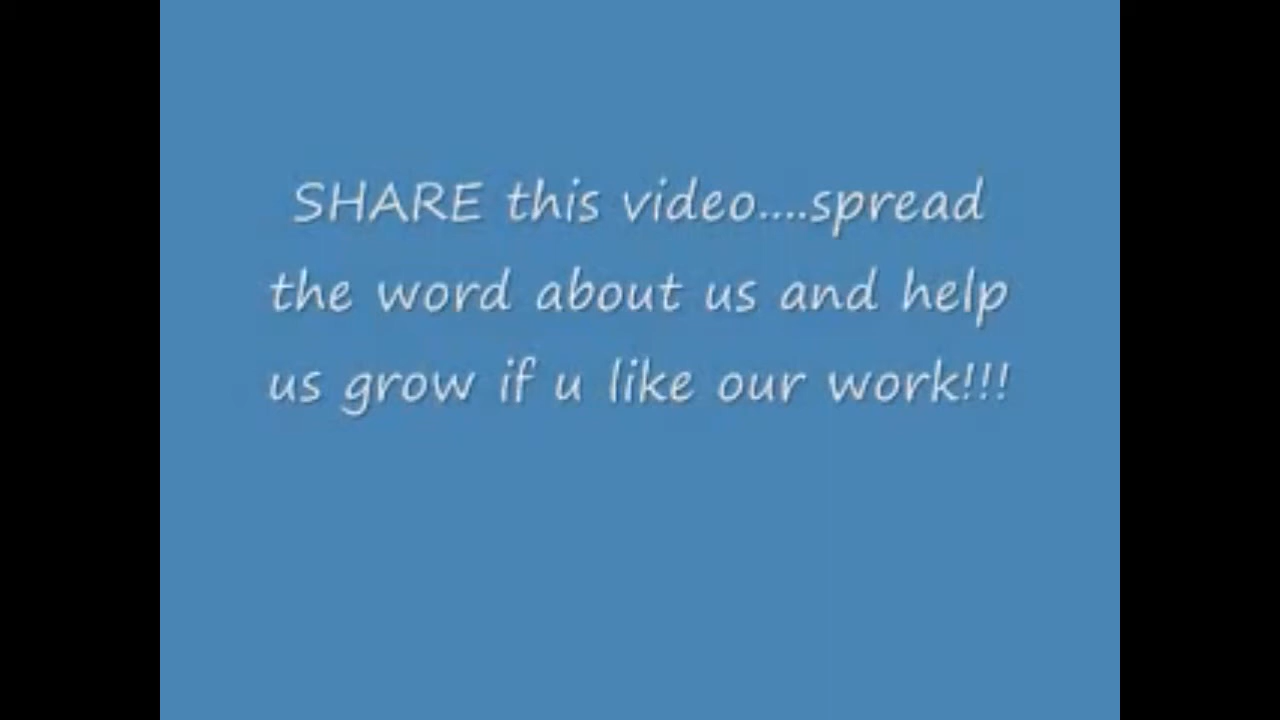 SHARE this video....spread
the word about us and help
us grow if u like our work!!!